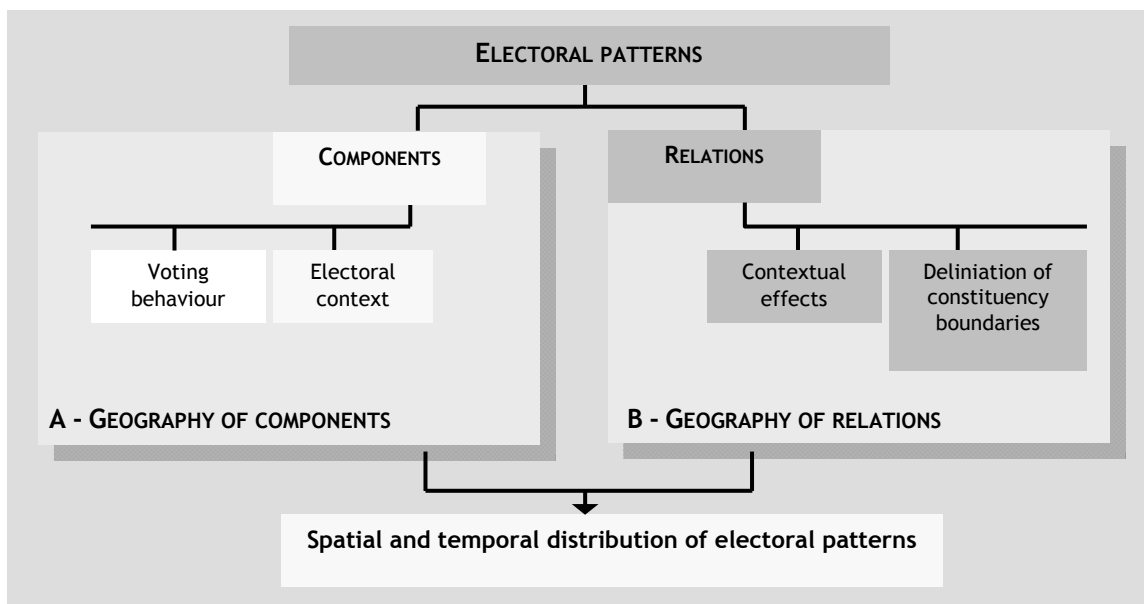 ELECTORAL PATTERNS
COMPONENTS
RELATIONS
Voting
behaviour
Electoral
context
Contextual
effects
Deliniation of
constituency
boundaries
A - GEOGRAPHY OF COMPONENTS
B - GEOGRAPHY OF RELATIONS
Spatial and temporal distribution of electoral patterns